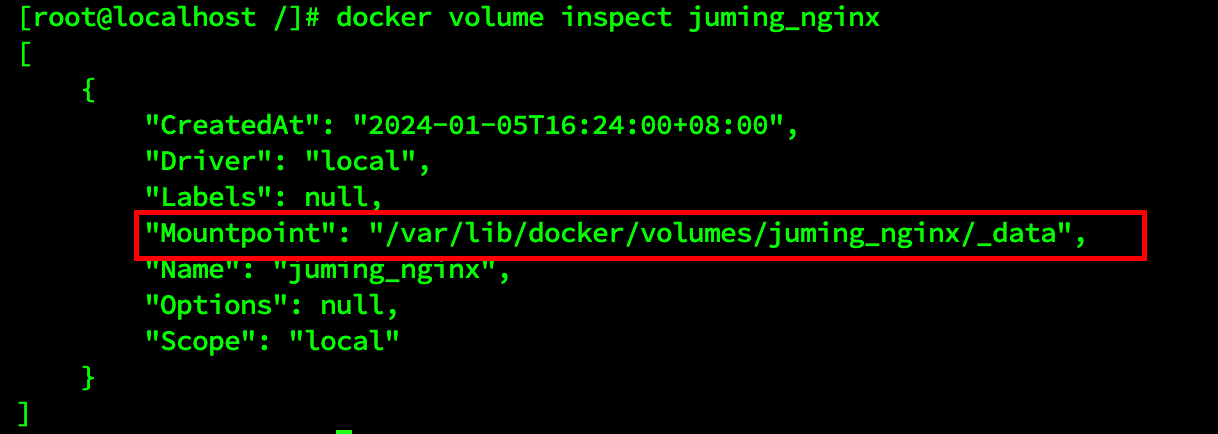 [root@localhost /]# docker volume inspect juming_nginx
[
    {
        "CreatedAt": "2024-01-05T16:24:00+08:00",
        "Driver": "local",
        "Labels": null,
        "Mountpoint": "/var/lib/docker/volumes/juming_nginx/_data",
        "Name": "juming_nginx",
        "Options": null,
        "Scope": "local"
    }
]